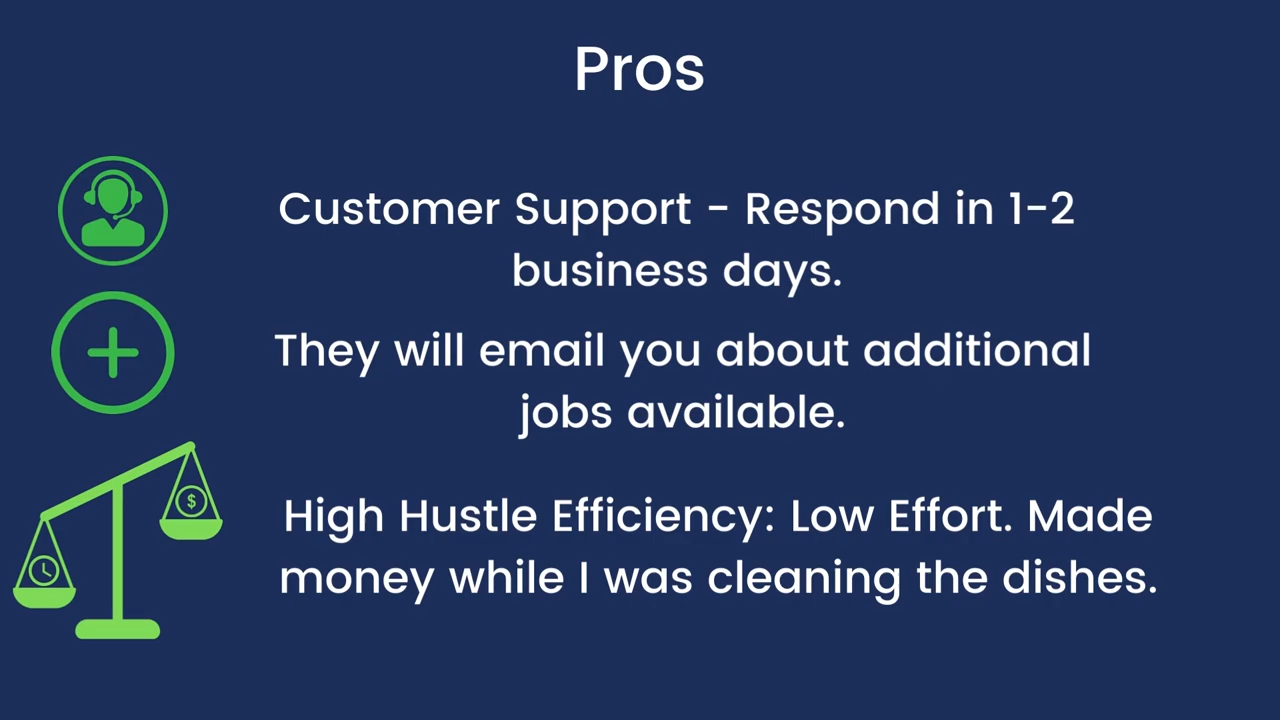 Pros
Customer Support - Respond in 1-2
business days.
They will email you about additional
jobs available.
$
High Hustle Efficiency: Low Effort. Made
money while I was cleaning the dishes.